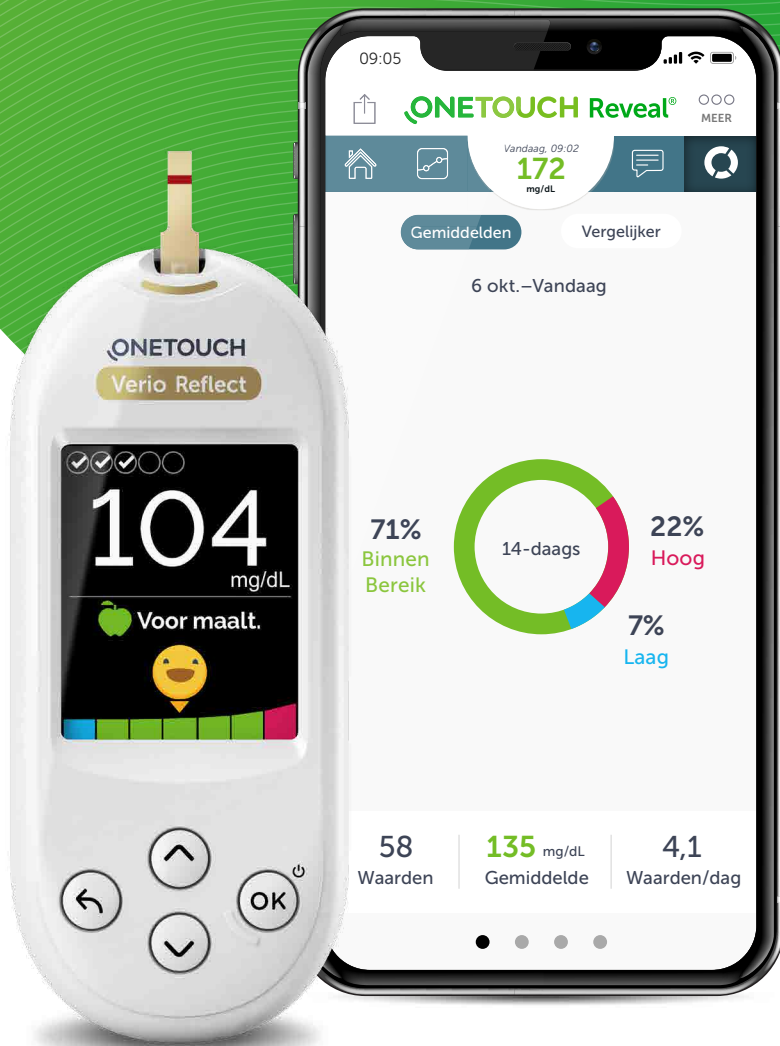 ONETOUCH
Verio Reflect
104
mg/dL
Voor maalt.
OK
09:05
ONETOUCH Reveal®
MEER
Vandaag, 09:02
172
mg/dL
Gemiddelden
Vergelijker
6 okt.–Vandaag
71%
Binnen
Bereik
14-daags
22%
Hoog
7%
Laag
58
Waarden
135 mg/dL
Gemiddelde
4,1
Waarden/dag